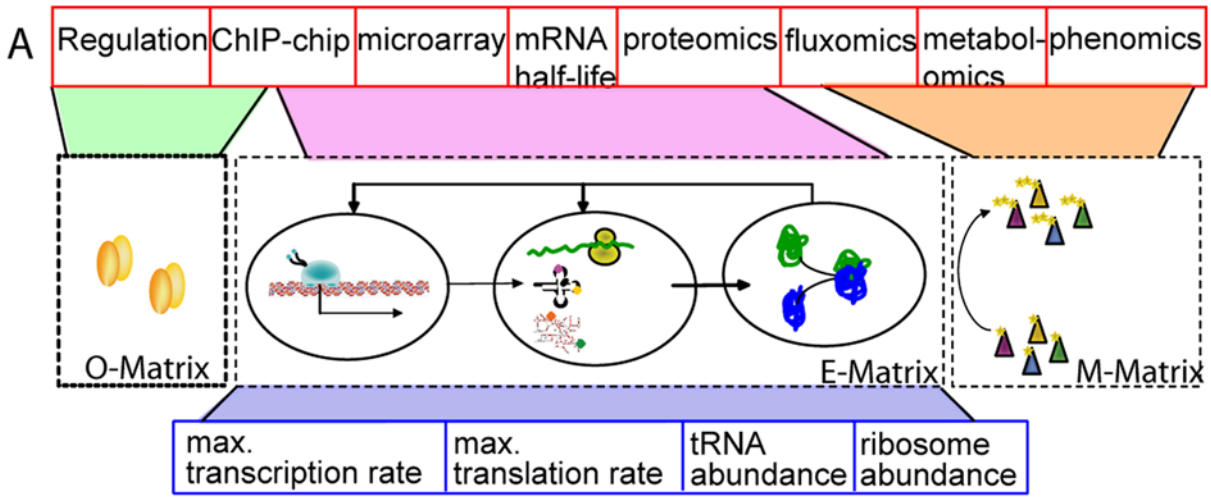 A
Regulation ChIP-chip microarray mRNA proteomics fluxomics metabol- phenomics
half-life omics
O-Matrix E-Matrix M-Matrix
max. max. tRNA ribosome
transcription rate translation rate abundance abundance